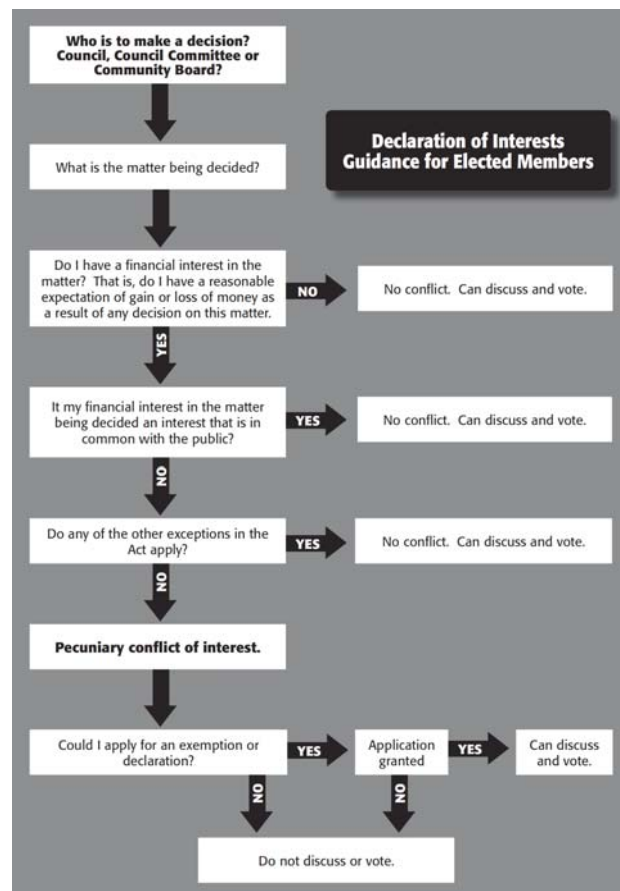 Who is to make a decision?
Council, Council Committee or
Community Board?
Declaration of Interests
Guidance for Elected Members
What is the matter being decided?
Do I have a financial interest in the
matter? That is, do I have a reasonable
expectation of gain or loss of money as
a result of any decision on this matter.
NO
No conflict. Can discuss and vote.
YES
It my financial interest in the matter
being decided an interest that is in
common with the public?
YES
No conflict. Can discuss and vote.
NO
Do any of the other exceptions in the
Act apply?
YES
No conflict. Can discuss and vote.
NO
Pecuniary conflict of interest.
Could I apply for an exemption or
declaration?
YES
Application
granted
YES
Can discuss
and vote.
NO
NO
Do not discuss or vote.